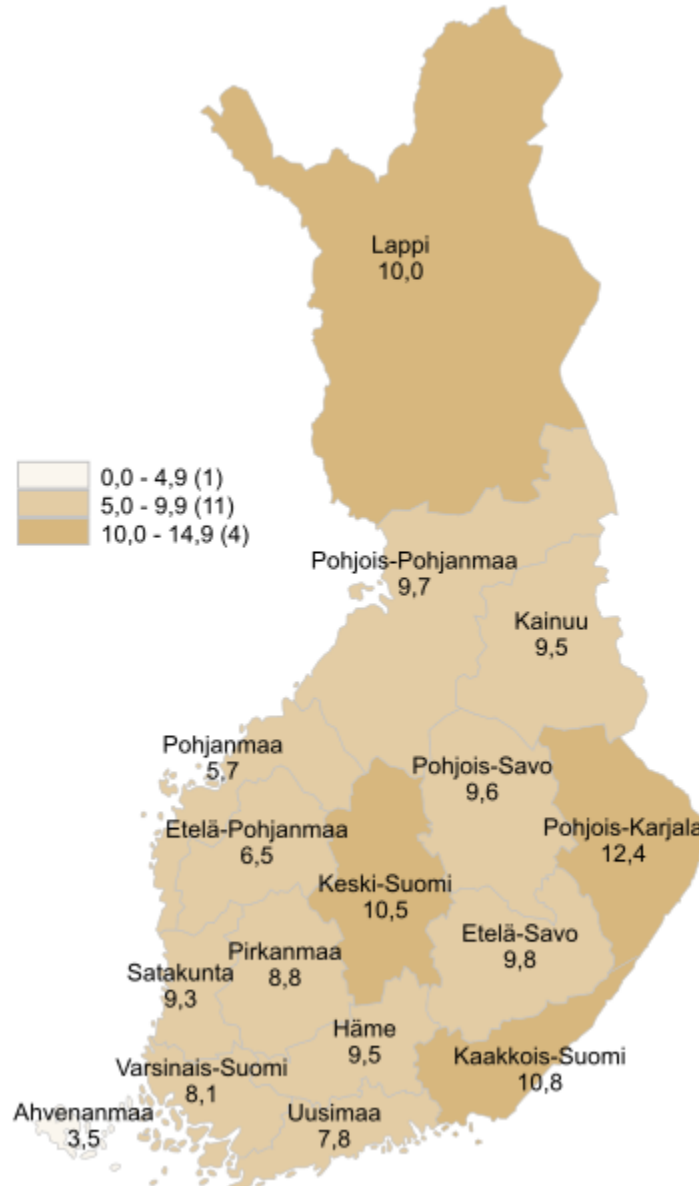 Lappi
10,0
0,0 - 4,9 (1)
5,0 - 9,9 (11)
10,0 - 14,9 (4)
Pohjois-Pohjanmaa
9,7
Kainuu
9,5
Pohjanmaa
5,7
Pohjois-Savo
9,6
Etelä-Pohjanmaa
6,5
Pohjois-Karjala
12,4
Keski-Suomi
10,5
Etelä-Savo
9,8
Pirkanmaa
8,8
Satakunta
9,3
Häme
9,5
Kaakkois-Suomi
10,8
Varsinais-Suomi
8,1
Ahvenanmaa
3,5
Uusimaa
7,8